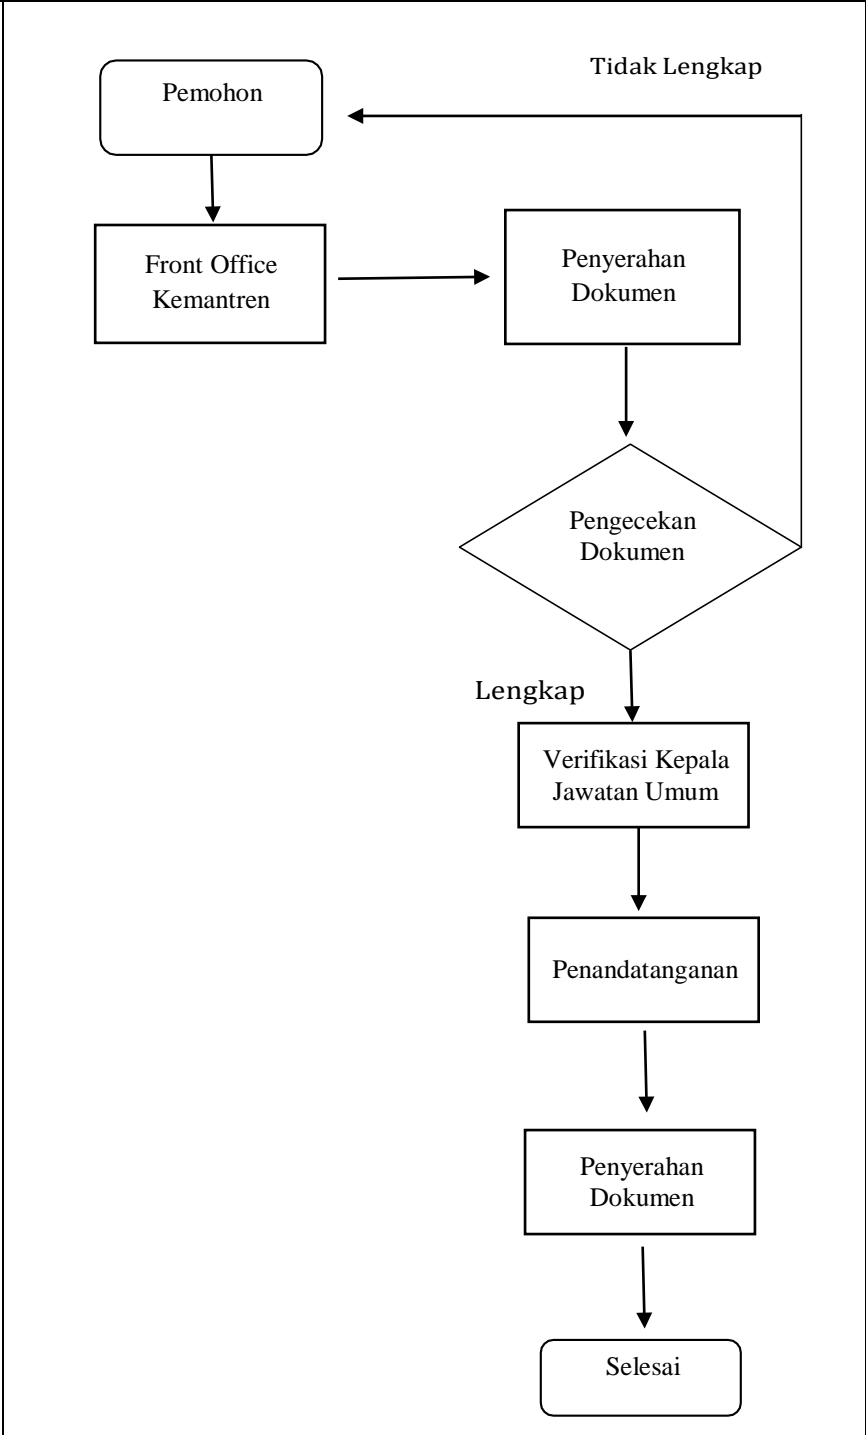 Tidak Lengkap
Pemohon
Front Office
Kemantren
Penyerahan
Dokumen
Pengecekan
Dokumen
Lengkap
Verifikasi Kepala
Jawatan Umum
Penandatanganan
Penyerahan
Dokumen
Selesai